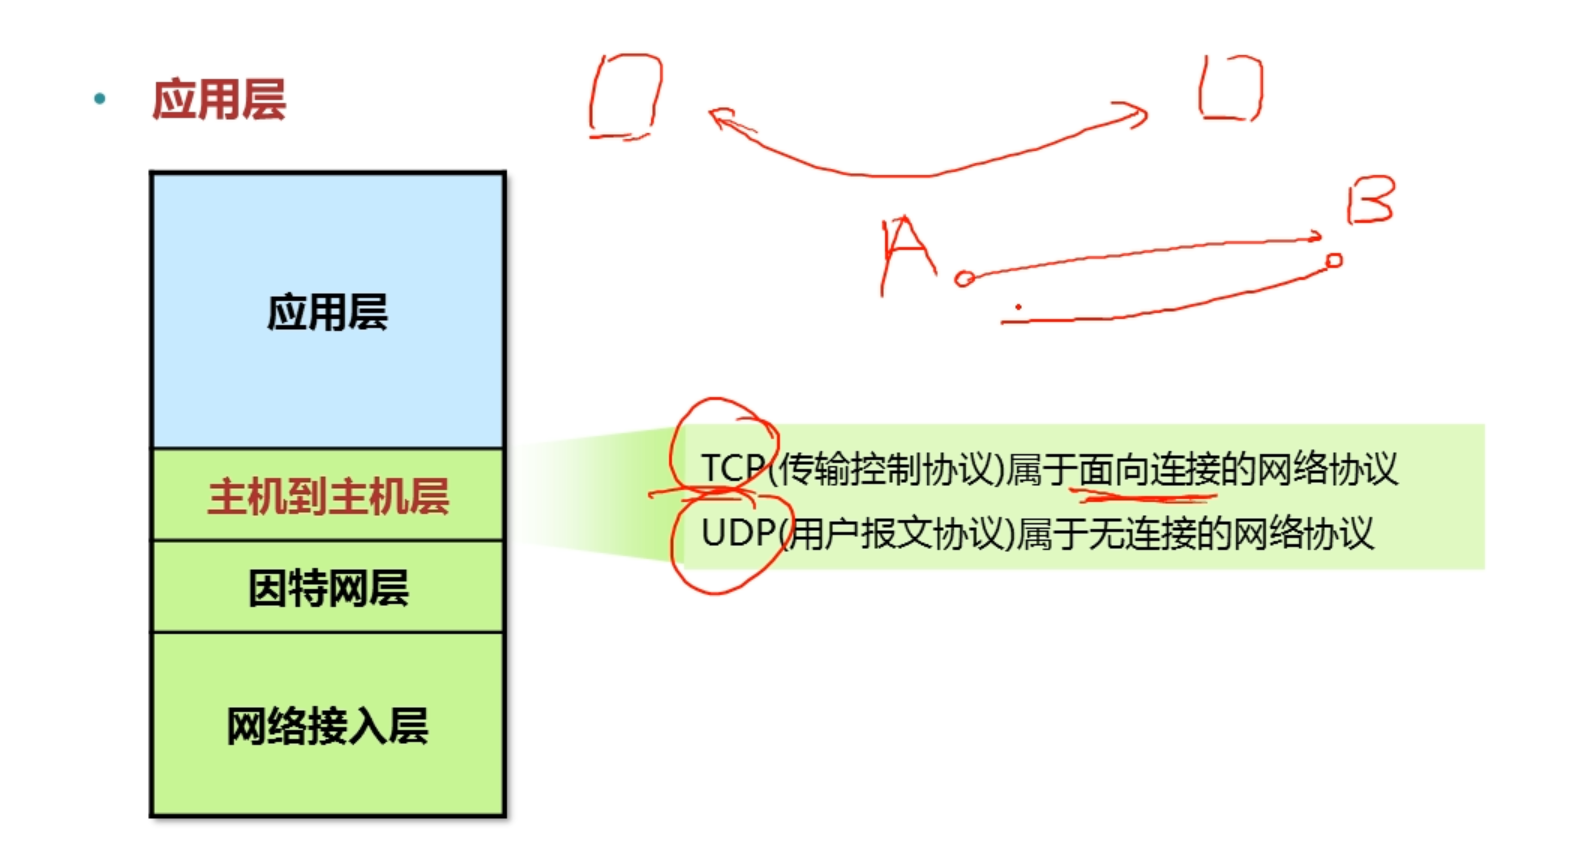 应用层
A
B
应用层
TCP(传输控制协议)属于面向连接的网络协议
主机到主机层
UDP(用户报文协议)属于无连接的网络协议
因特网层
网络接入层